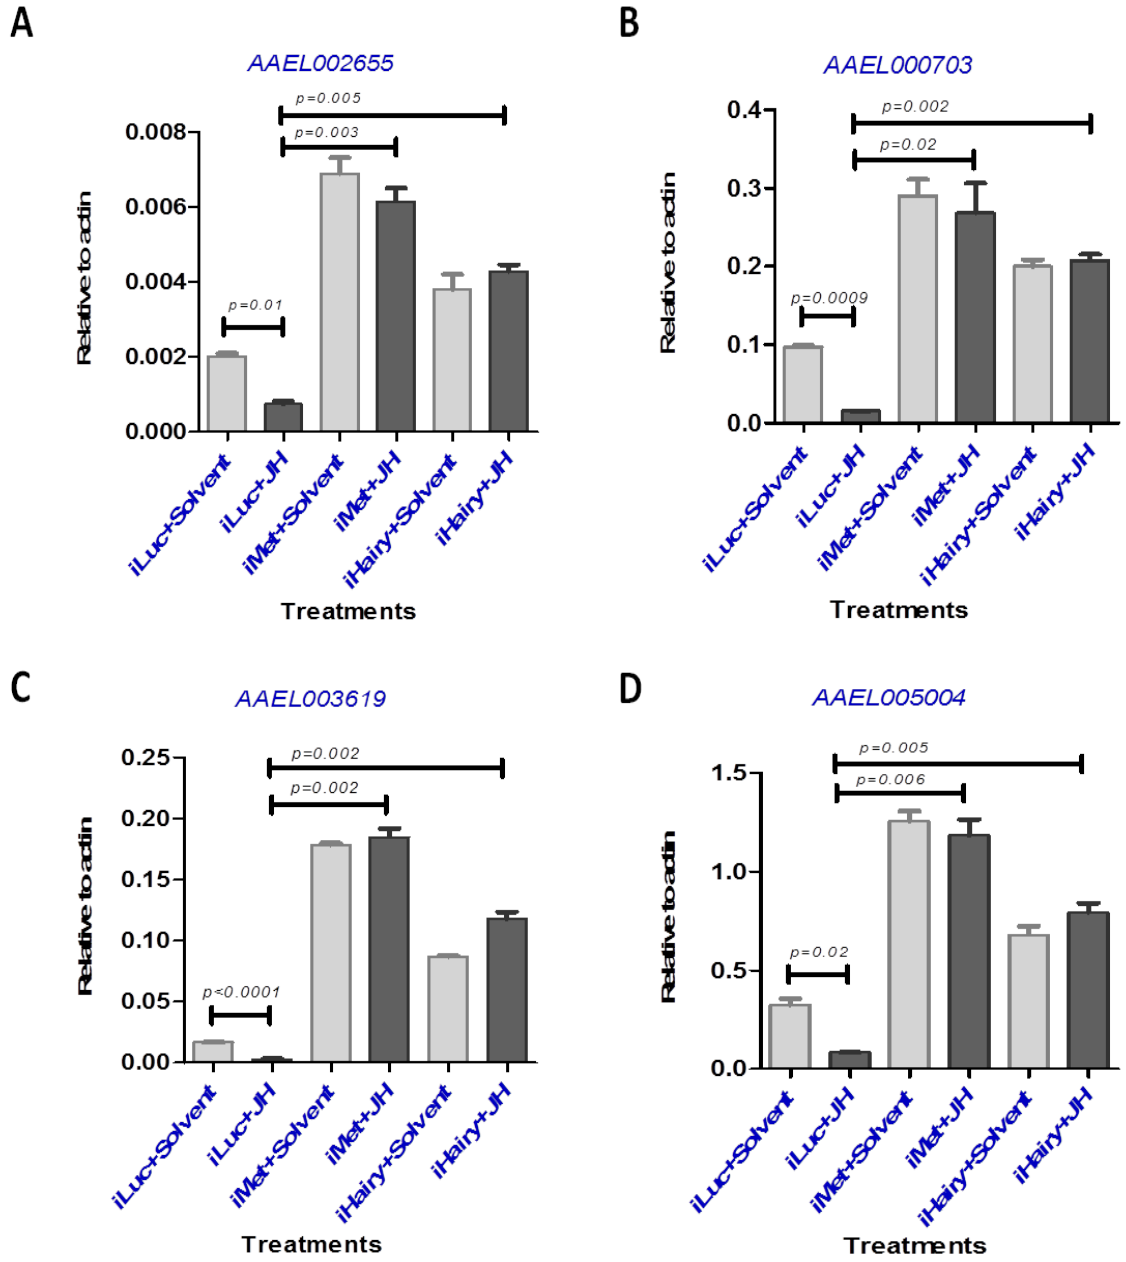 A
AAEL002655
p=0.005
p=0.003
p=0.01
0.008
0.006
0.004
0.002
0.000
Relative to actin
iLuc+Solvent
iLuc+JH
iMet+Solvent
iMet+JH
iHairy+Solvent
iHairy+JH
Treatments
B
AAEL000703
p=0.002
p=0.02
p=0.0009
0.4
0.3
0.2
0.1
0.0
Relative to actin
iLuc+Solvent
iLuc+JH
iMet+Solvent
iMet+JH
iHairy+Solvent
iHairy+JH
Treatments
C
AAEL003619
p=0.002
p=0.002
p<0.0001
0.25
0.20
0.15
0.10
0.05
0.00
Relative to actin
iLuc+Solvent
iLuc+JH
iMet+Solvent
iMet+JH
iHairy+Solvent
iHairy+JH
Treatments
D
AAEL005004
p=0.005
p=0.006
p=0.02
1.5
1.0
0.5
0.0
Relative to actin
iLuc+Solvent
iLuc+JH
iMet+Solvent
iMet+JH
iHairy+Solvent
iHairy+JH
Treatments